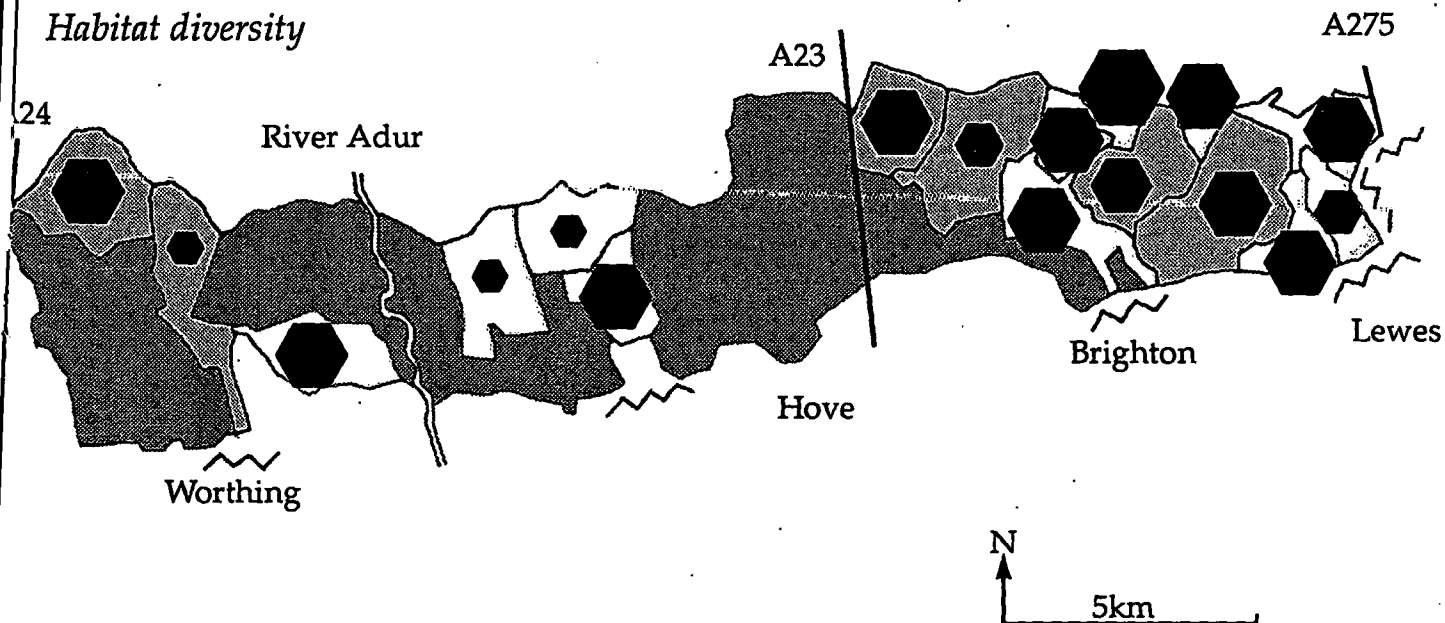 Habitat diversity
A275
A23
24
River Adur
Lewes
Brighton
Hove
Worthing
N
5km